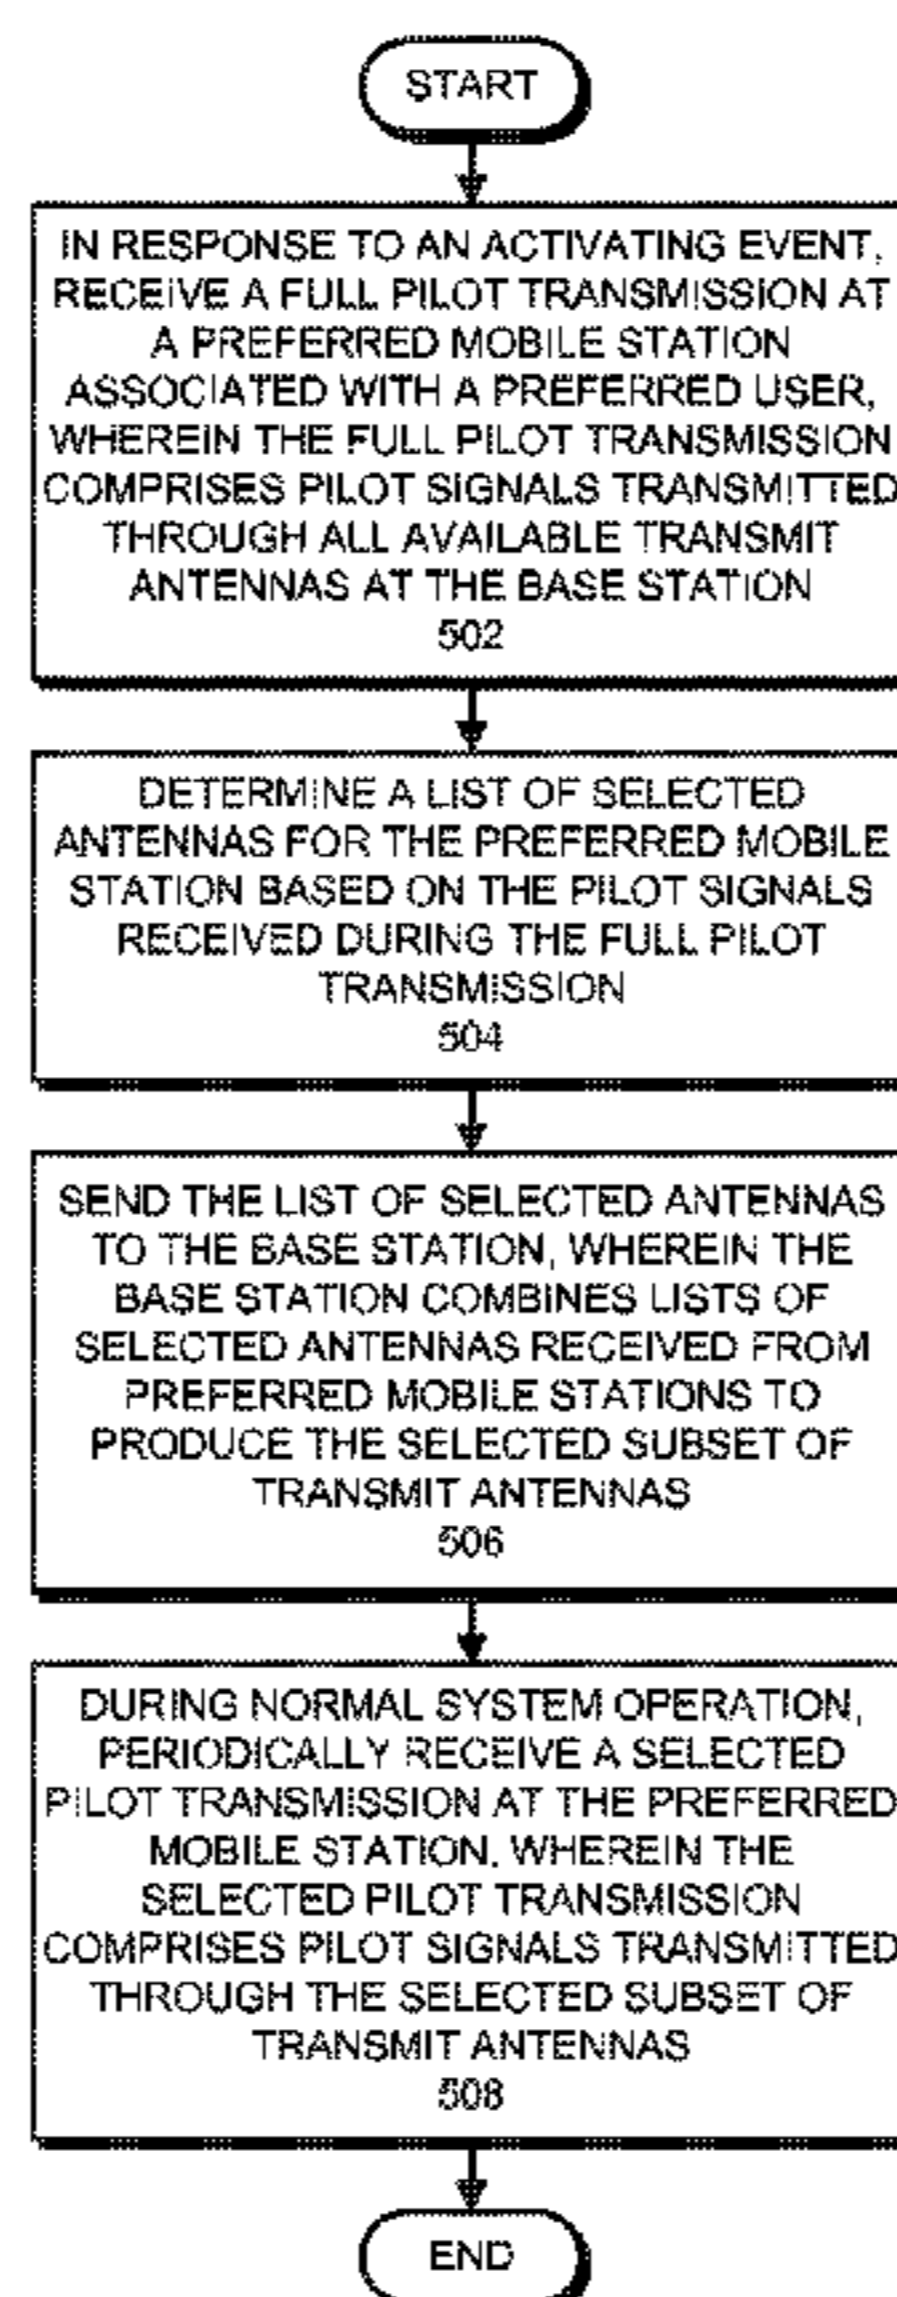 START
IN RESPONSE TO AN ACTIVATING EVENT,
RECEIVE A FULL PILOT TRANSMISSION AT
A PREFERRED MOBILE STATION
ASSOCIATED WITH A PREFERRED USER,
WHEREIN THE FULL PILOT TRANSMISSION
COMPRISES PILOT SIGNALS TRANSMITTED
THROUGH ALL AVAILABLE TRANSMIT
ANTENNAS AT THE BASE STATION
502
DETERMINE A LIST OF SELECTED
ANTENNAS FOR THE PREFERRED MOBILE
STATION BASED ON THE PILOT SIGNALS
RECEIVED DURING THE FULL PILOT
TRANSMISSION
504
SEND THE LIST OF SELECTED ANTENNAS
TO THE BASE STATION, WHEREIN THE
BASE STATION COMBINES LISTS OF
SELECTED ANTENNAS RECEIVED FROM
PREFERRED MOBILE STATIONS TO
PRODUCE THE SELECTED SUBSET OF
TRANSMIT ANTENNAS
506
DURING NORMAL SYSTEM OPERATION,
PERIODICALLY RECEIVE A SELECTED
PILOT TRANSMISSION AT THE PREFERRED
MOBILE STATION, WHEREIN THE
SELECTED PILOT TRANSMISSION
COMPRISES PILOT SIGNALS TRANSMITTED
THROUGH THE SELECTED SUBSET OF
TRANSMIT ANTENNAS
508
END